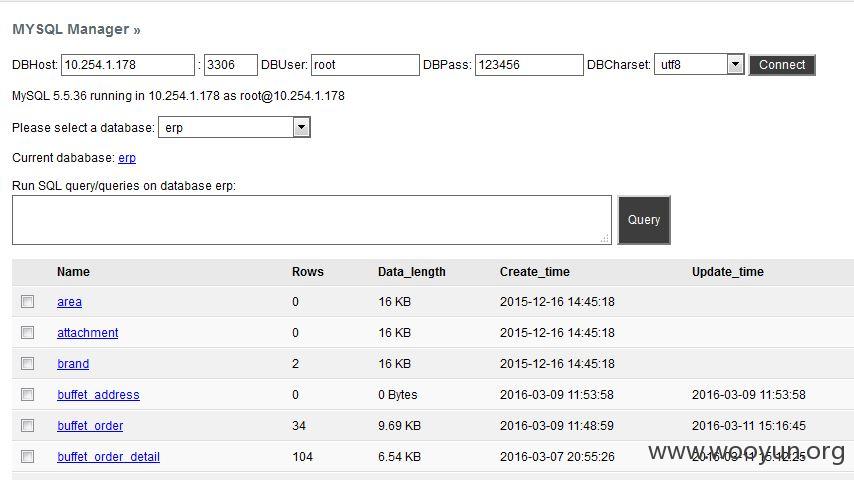 MYSQL Manager »
DBHost: 10.254.1.178 : 3306 DBUser: root DBPass: 123456 DBCharset: utf8 Connect
MySQL 5.5.36 running in 10.254.1.178 as root@10.254.1.178
Please select a database: erp
Current dababase: erp
Run SQL query/queries on database erp:
Query
Name Rows Data_length Create_time Update_time
area 0 16 KB 2015-12-16 14:45:18
attachment 0 16 KB 2015-12-16 14:45:18
brand 2 16 KB 2015-12-16 14:45:18
buffet_address 0 0 Bytes 2016-03-09 11:53:58 2016-03-09 11:53:58
buffet_order 34 9.69 KB 2016-03-09 11:48:59 2016-03-11 15:16:45
buffet_order_detail 104 6.54 KB 2016-03-07 20:55:26 2016-03-11 15:12:25
www.wooyun.org